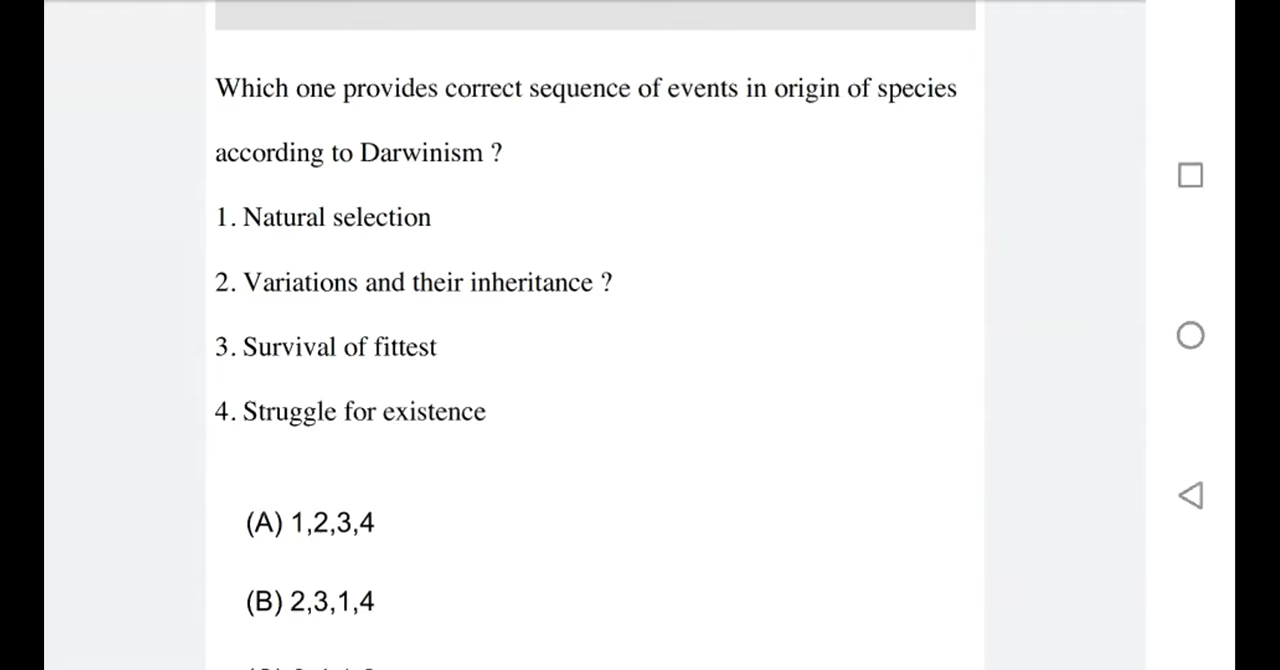 Which one provides correct sequence of events in origin of species
according to Darwinism ?
1. Natural selection
2. Variations and their inheritance ?
3. Survival of fittest
4. Struggle for existence
(A) 1,2,3,4
(B) 2,3,1,4